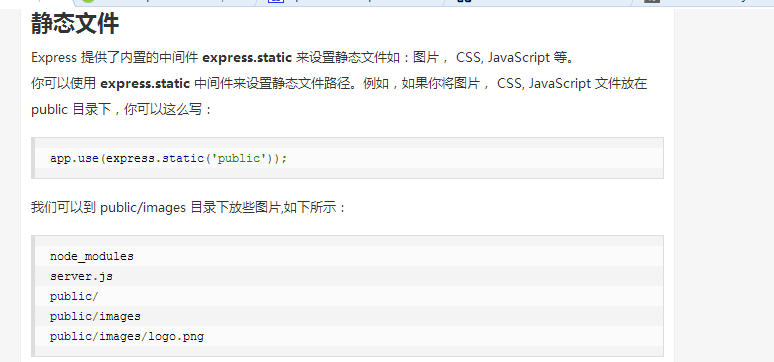 静态文件
Express 提供了内置的中间件 express.static 来设置静态文件如：图片， CSS, JavaScript 等。
你可以使用 express.static 中间件来设置静态文件路径。例如，如果你将图片， CSS, JavaScript 文件放在
public 目录下，你可以这么写：
app.use(express.static('public'));
我们可以到 public/images 目录下放些图片,如下所示：
node_modules
server.js
public/
public/images
public/images/logo.png